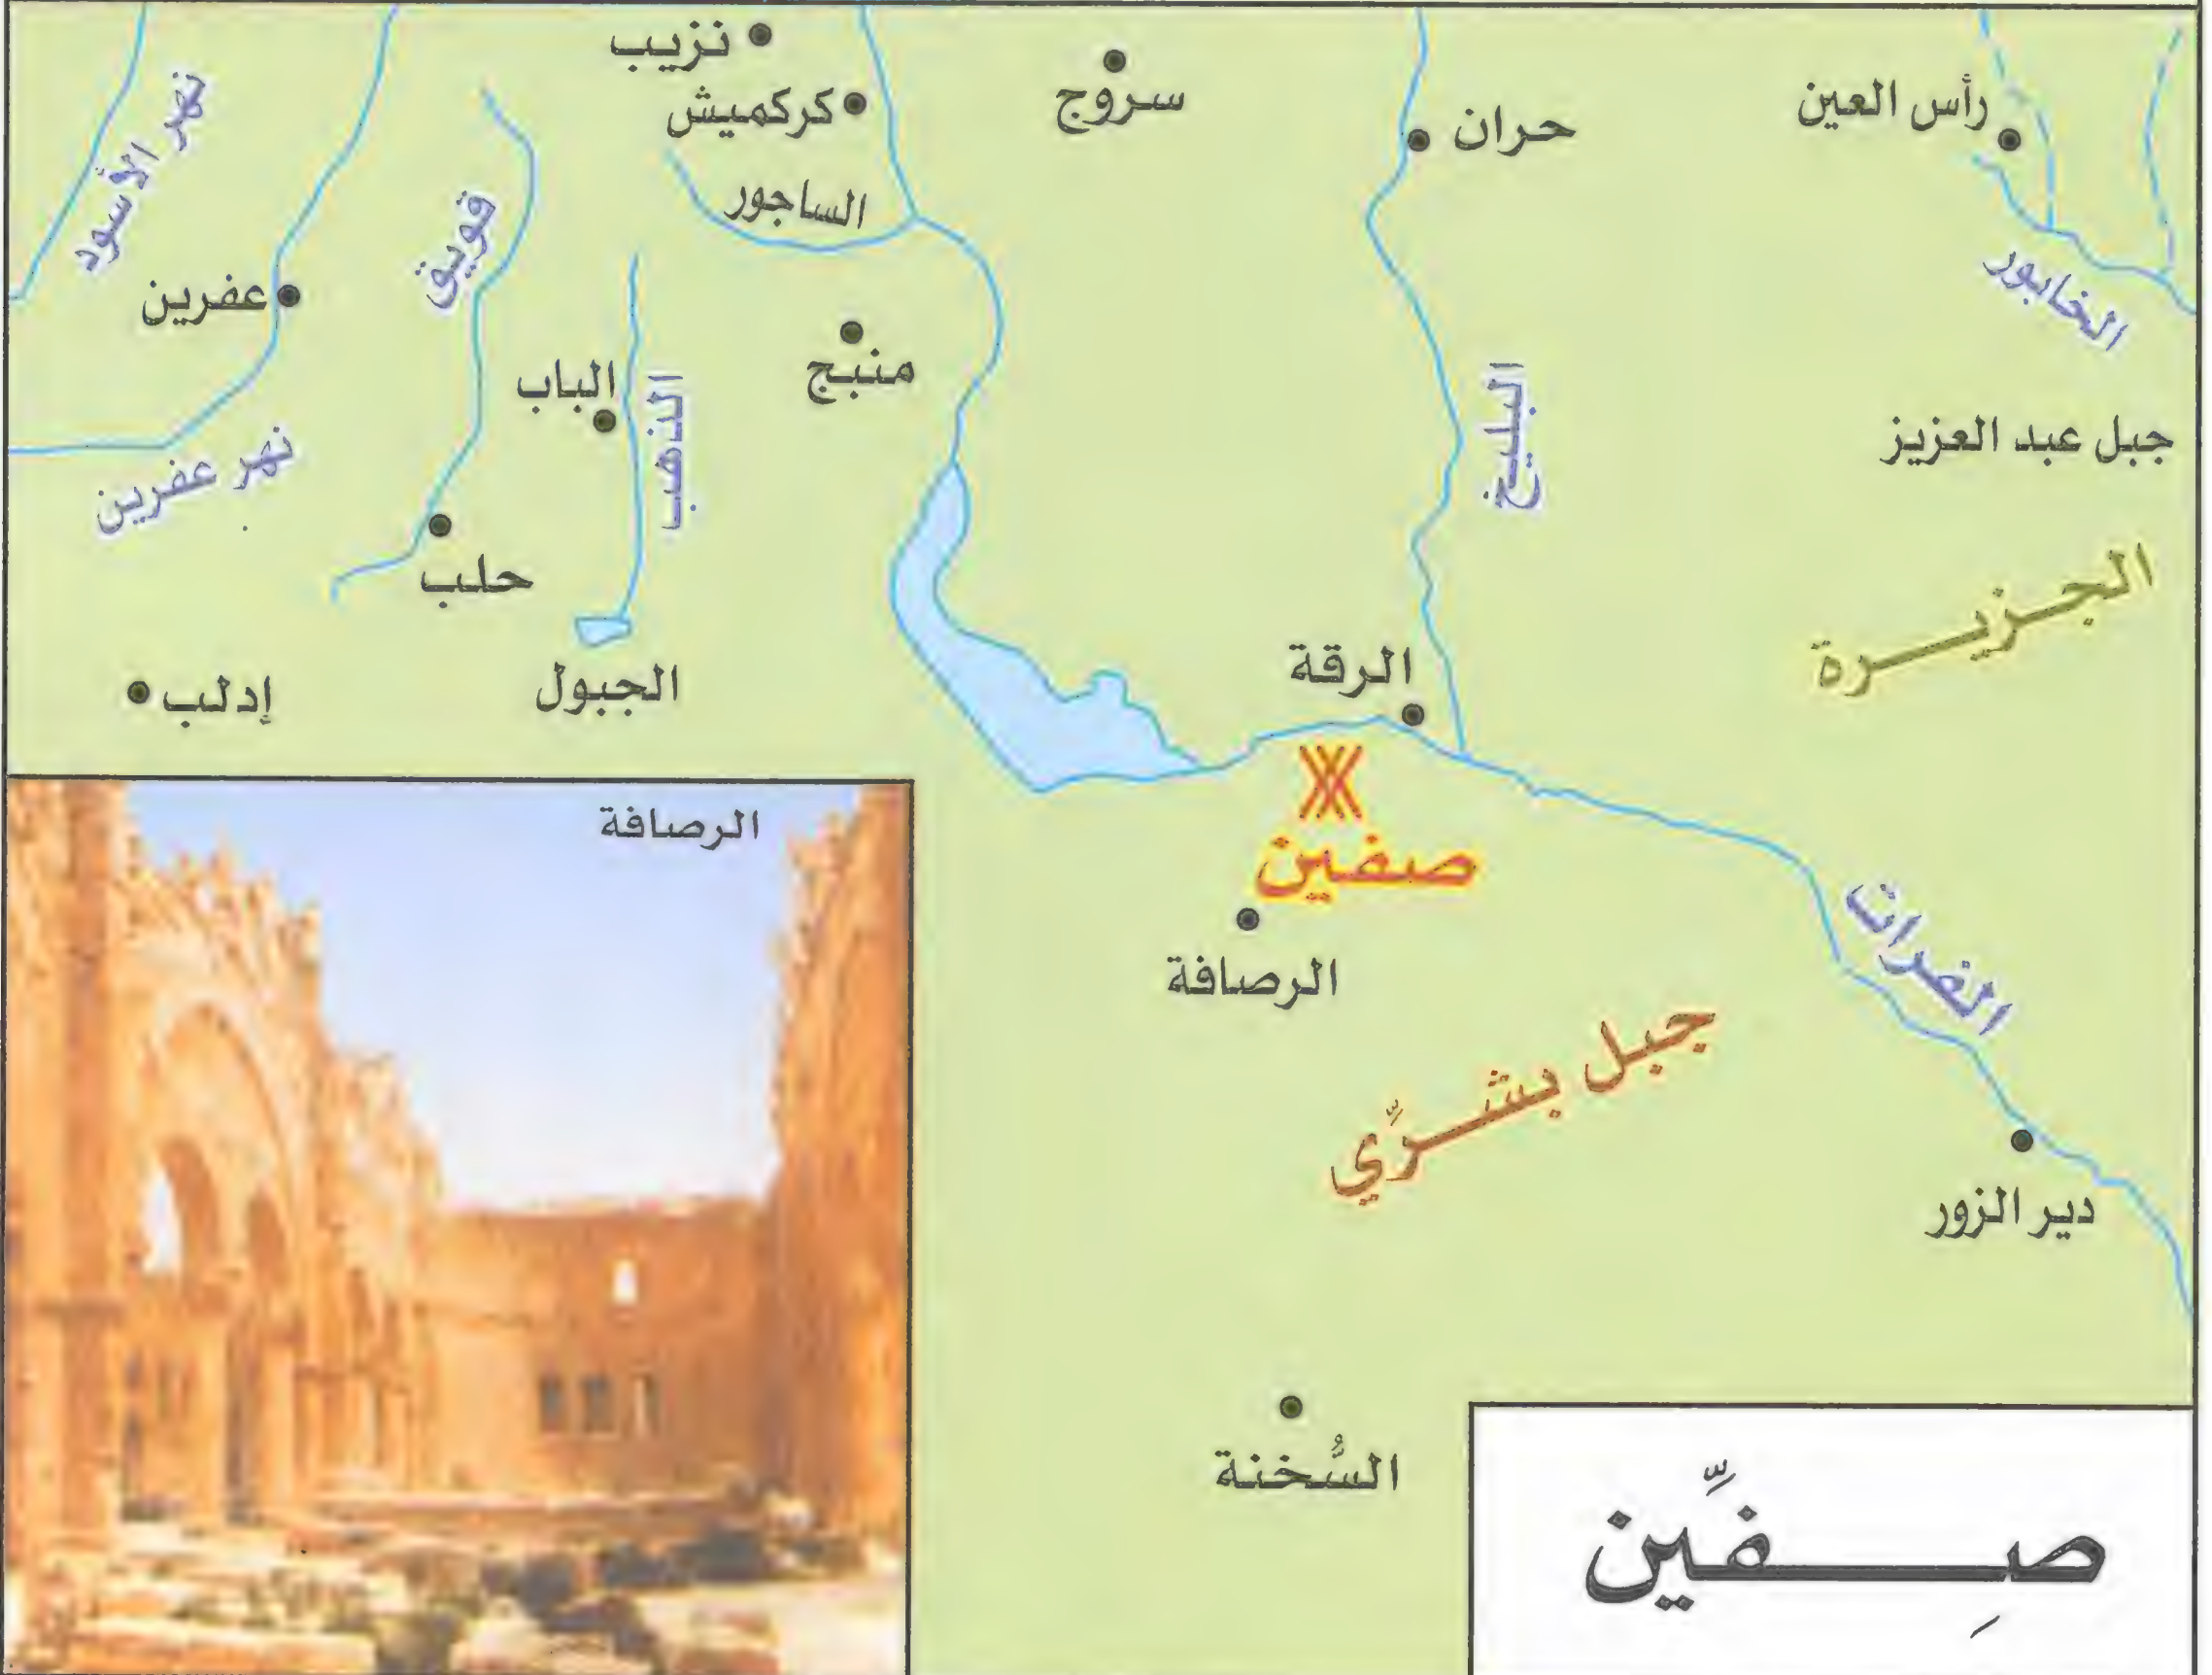 نزيب
كركميش
سروج
حران
رأس العين
نهر الأسود
الساجور
قويق
عفرين
الخابور
منبج
الباب
الذهب
البليخ
جبل عبد العزيز
نهر عفرين
حلب
الجزيرة
الرقة
إدلب
الجبول
صفين
الرصافة
الرصافة
الفرات
جبل بشرِّي
دير الزور
السُّخنة
صِفِّين